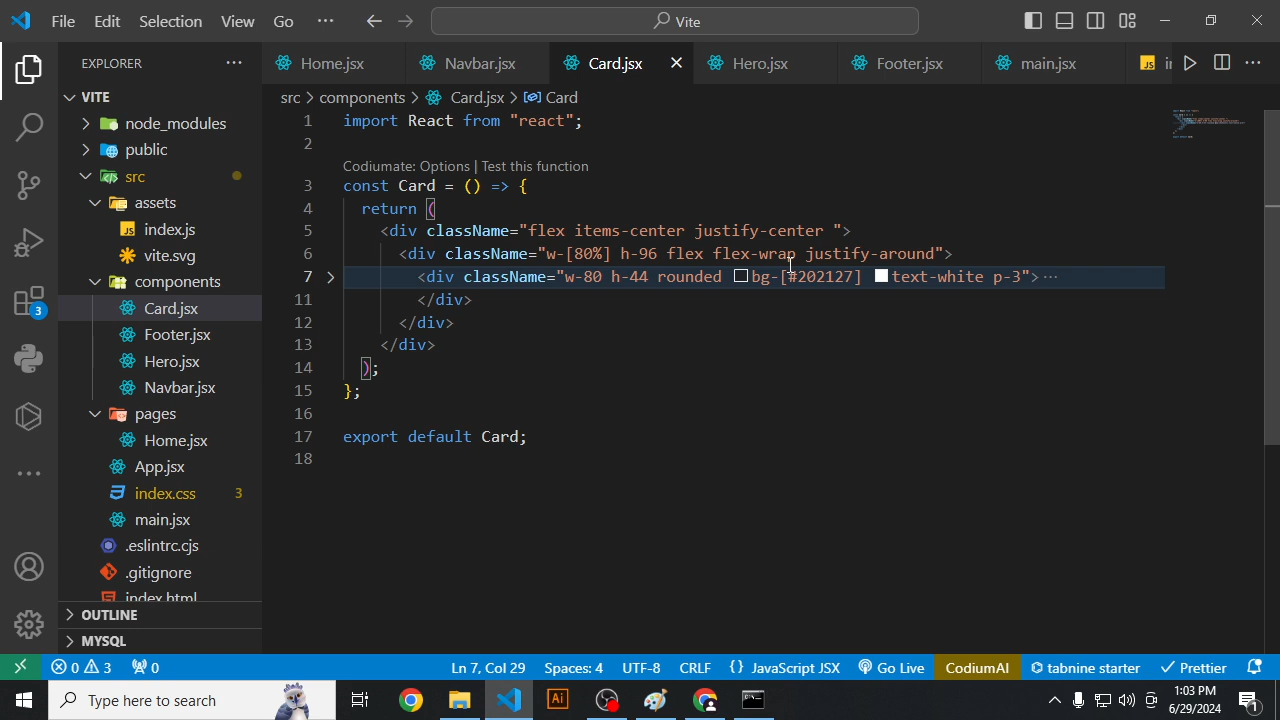 File Edit Selection View Go ··· Vite
EXPLORER ···
Home.jsx Navbar.jsx Card.jsx Hero.jsx Footer.jsx main.jsx JS ···
VITE
node_modules
public
src
assets
JS index.js
vite.svg
components
Card.jsx
Footer.jsx
Hero.jsx
Navbar.jsx
pages
Home.jsx
App.jsx
index.css 3
main.jsx
.eslintrc.cjs
.gitignore
index.html
OUTLINE
MYSQL
3
src > components > Card.jsx > Card
1 import React from "react";
2
Codiumate: Options | Test this function
3 const Card = () => {
4 return (
5 <div className="flex items-center justify-center ">
6 <div className="w-[80%] h-96 flex flex-wrap justify-around">
7 <div className="w-80 h-44 rounded bg-[#202127] text-white p-3">···
11 </div>
12 </div>
13 </div>
14 );
15 };
16
17 export default Card;
18
0 3 0 Ln 7, Col 29 Spaces: 4 UTF-8 CRLF {} JavaScript JSX Go Live CodiumAI tabnine starter Prettier
Type here to search Ai 1:03 PM
6/29/2024 1